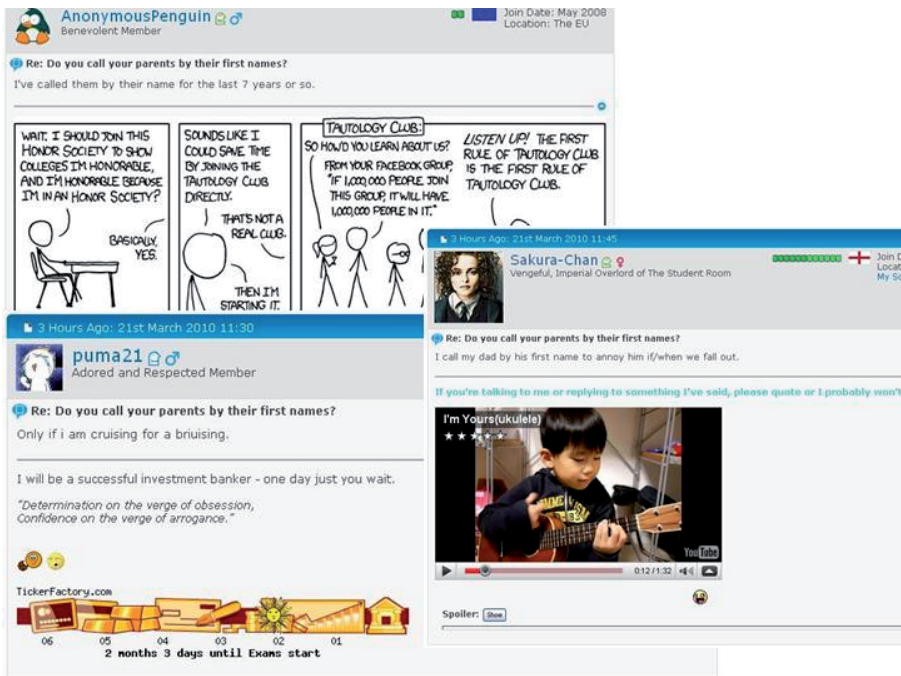 AnonymousPenguin
Benevolent Member
Join Date: May 2008
Location: The EU
Re: Do you call your parents by their first names?
I've called them by their name for the last 7 years or so.
WAIT. I SHOULD JOIN THIS
HONOR SOCIETY TO SHOW
COLLEGES I'M HONORABLE,
AND I'M HONORABLE BECAUSE
I'M IN AN HONOR SOCIETY?
BASICALLY,
YES.
SOUNDS LIKE I
COULD SAVE TIME
BY JOINING THE
TAUTOLOGY CLUB
DIRECTLY.
THAT'S NOT A
REAL CLUB.
THEN I'M
STARTING IT.
TAUTOLOGY CLUB:
SO HOW'D YOU LEARN ABOUT US?
FROM YOUR FACEBOOK GROUP,
"IF 1,000,000 PEOPLE JOIN
THIS GROUP, IT WILL HAVE
1,000,000 PEOPLE IN IT."
LISTEN UP! THE FIRST
RULE OF TAUTOLOGY CLUB
IS THE FIRST RULE OF
TAUTOLOGY CLUB.
3 Hours Ago: 21st March 2010 11:45
Sakura-Chan
Vengeful, Imperial Overlord of The Student Room
Join D
Locat
My So
Re: Do you call your parents by their first names?
I call my dad by his first name to annoy him if/when we fall out.
If you're talking to me or replying to something I've said, please quote or I probably won't
I'm Yours(ukulele)
YouTube
0:12 / 1:32
Spoiler: Show
3 Hours Ago: 21st March 2010 11:30
puma21
Adored and Respected Member
Re: Do you call your parents by their first names?
Only if i am cruising for a briuising.
I will be a successful investment banker - one day just you wait.
"Determination on the verge of obsession,
Confidence on the verge of arrogance."
TickerFactory.com
06 05 04 03 02 01
2 months 3 days until Exams start